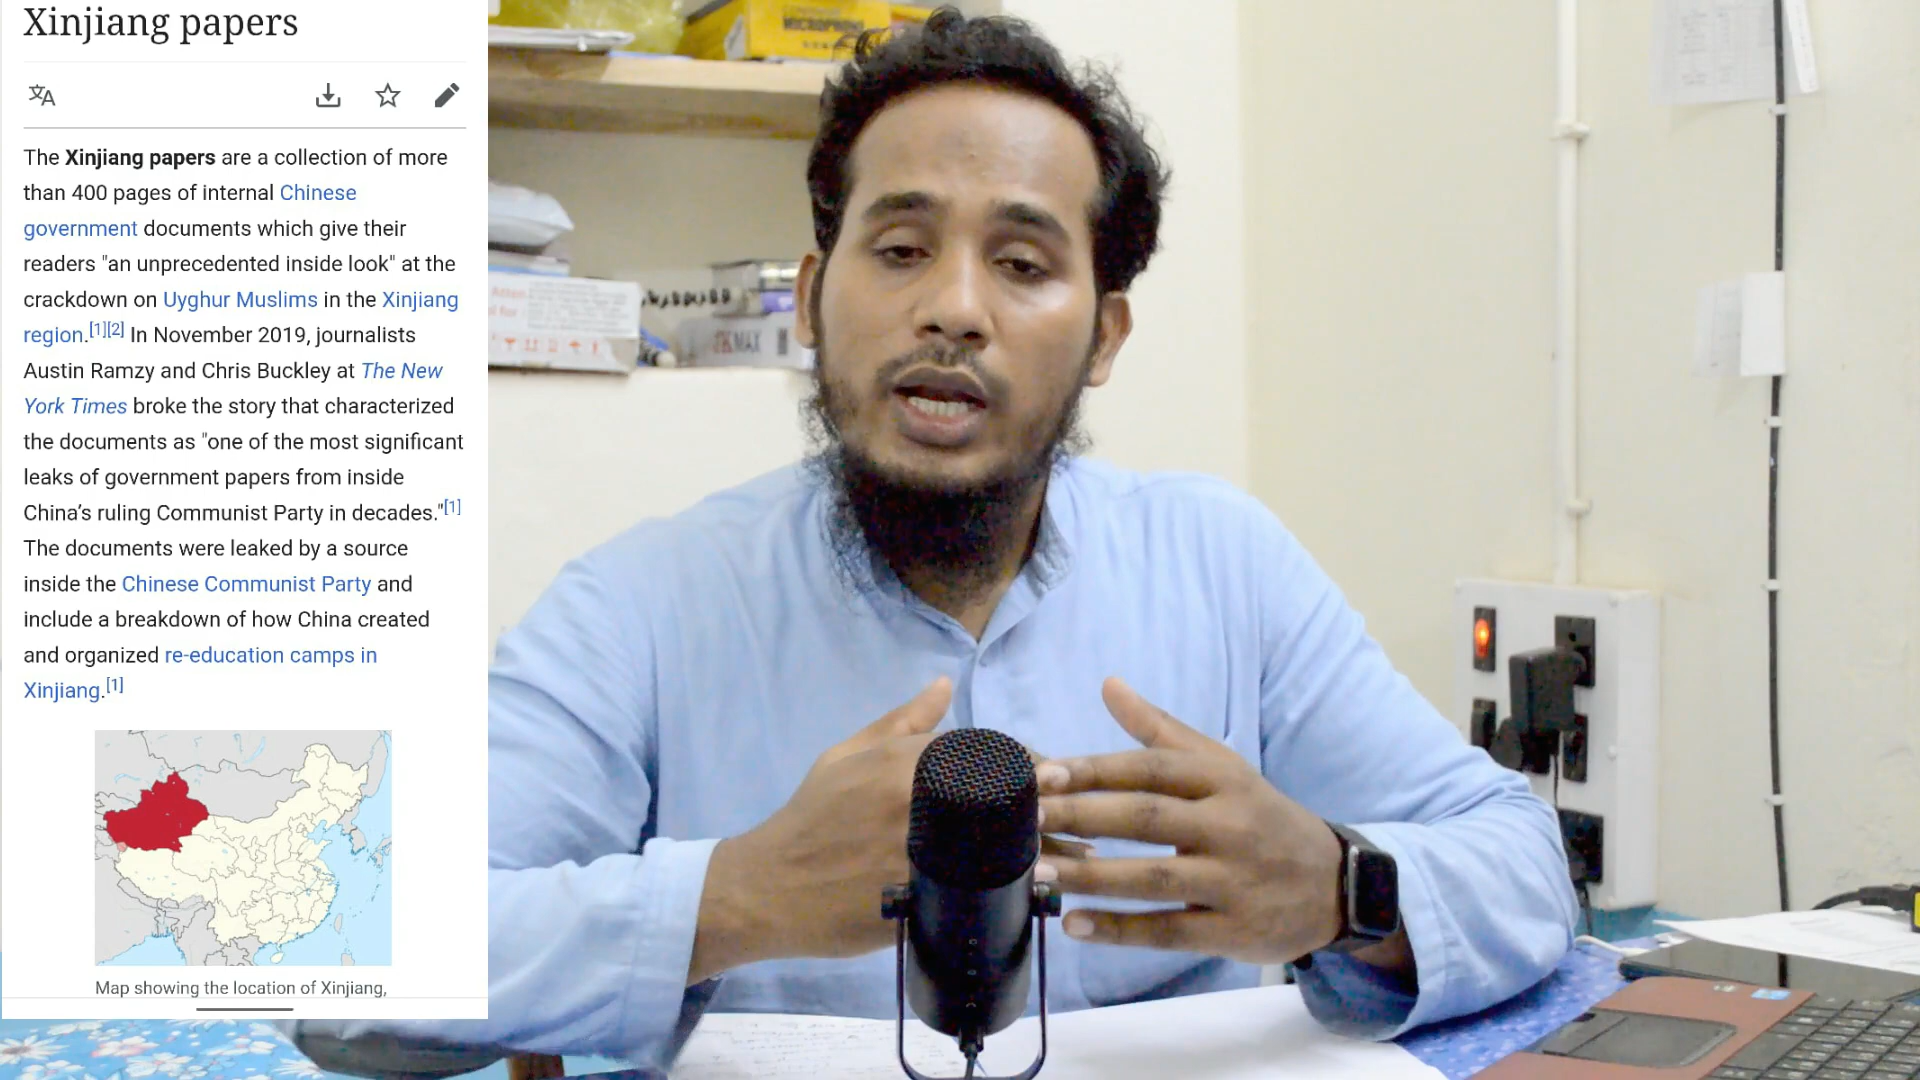 Xinjiang papers
The Xinjiang papers are a collection of more
than 400 pages of internal Chinese
government documents which give their
readers "an unprecedented inside look" at the
crackdown on Uyghur Muslims in the Xinjiang
region.[1][2] In November 2019, journalists
Austin Ramzy and Chris Buckley at The New
York Times broke the story that characterized
the documents as "one of the most significant
leaks of government papers from inside
China’s ruling Communist Party in decades."[1]
The documents were leaked by a source
inside the Chinese Communist Party and
include a breakdown of how China created
and organized re-education camps in
Xinjiang.[1]
Map showing the location of Xinjiang,
MICROPHONE